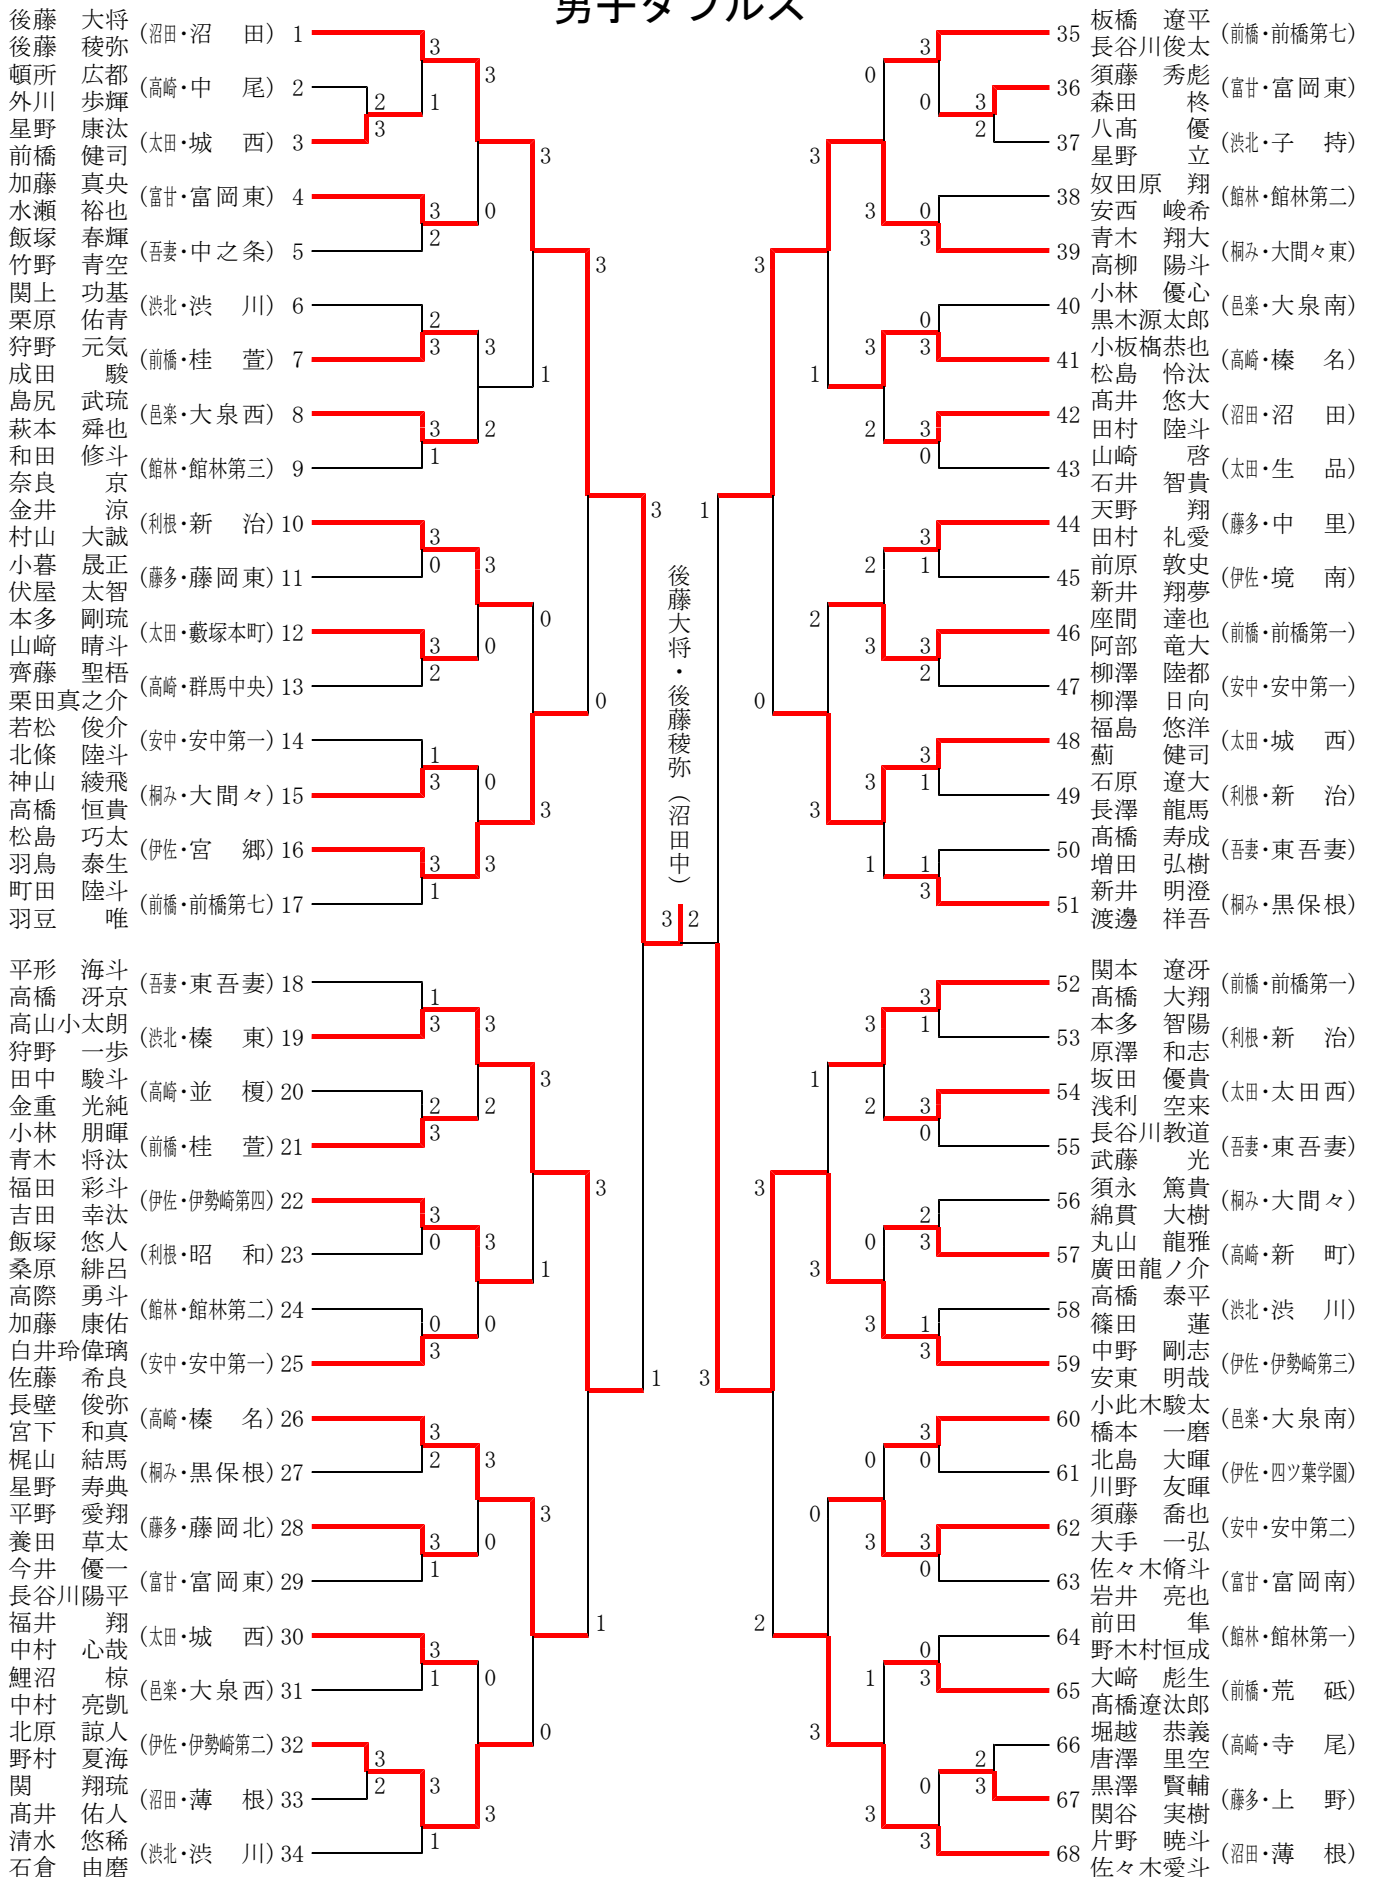 男子ダブルス
後藤　大将
後藤　稜弥 (沼田・沼　田) 1
頓所　広都
外川　歩輝 (高崎・中　尾) 2
星野　康汰
前橋　健司 (太田・城　西) 3
加藤　真央
水瀬　裕也 (富甘・富岡東) 4
飯塚　春輝
竹野　青空 (吾妻・中之条) 5
関上　功基
栗原　佑青 (渋北・渋　川) 6
狩野　元気
成田　　駿 (前橋・桂　萱) 7
島尻　武琉
萩本　舜也 (邑楽・大泉西) 8
和田　修斗
奈良　　京 (館林・館林第三) 9
金井　　涼
村山　大誠 (利根・新　治) 10
小暮　晟正
伏屋　太智 (藤多・藤岡東) 11
本多　剛琉
山﨑　晴斗 (太田・藪塚本町) 12
齊藤　聖梧
栗田真之介 (高崎・群馬中央) 13
若松　俊介
北條　陸斗 (安中・安中第一) 14
神山　綾飛
高橋　恒貴 (桐み・大間々) 15
松島　巧太
羽鳥　泰生 (伊佐・宮　郷) 16
町田　陸斗
羽豆　　唯 (前橋・前橋第七) 17
平形　海斗
高橋　冴京 (吾妻・東吾妻) 18
高山小太朗
狩野　一歩 (渋北・榛　東) 19
田中　駿斗
金重　光純 (高崎・並　榎) 20
小林　朋暉
青木　将汰 (前橋・桂　萱) 21
福田　彩斗
吉田　幸汰 (伊佐・伊勢崎第四) 22
飯塚　悠人
桑原　緋呂 (利根・昭　和) 23
高際　勇斗
加藤　康佑 (館林・館林第二) 24
白井玲偉璃
佐藤　希良 (安中・安中第一) 25
長壁　俊弥
宮下　和真 (高崎・榛　名) 26
梶山　結馬
星野　寿典 (桐み・黒保根) 27
平野　愛翔
養田　草太 (藤多・藤岡北) 28
今井　優一
長谷川陽平 (富甘・富岡東) 29
福井　　翔
中村　心哉 (太田・城　西) 30
鯉沼　　椋
中村　亮凱 (邑楽・大泉西) 31
北原　諒人
野村　夏海 (伊佐・伊勢崎第二) 32
関　　翔琉
髙井　佑人 (沼田・薄　根) 33
清水　悠稀
石倉　由磨 (渋北・渋　川) 34
後藤大将・後藤稜弥（沼田中）
3 2
35 板橋　遼平
長谷川俊太 (前橋・前橋第七)
36 須藤　秀彪
森田　　柊 (富甘・富岡東)
37 八髙　　優
星野　　立 (渋北・子　持)
38 奴田原　翔
安西　峻希 (館林・館林第二)
39 青木　翔大
高柳　陽斗 (桐み・大間々東)
40 小林　優心
黒木源太郎 (邑楽・大泉南)
41 小板橋恭也
松島　怜汰 (高崎・榛　名)
42 髙井　悠大
田村　陸斗 (沼田・沼　田)
43 山崎　　啓
石井　智貴 (太田・生　品)
44 天野　　翔
田村　礼愛 (藤多・中　里)
45 前原　敦史
新井　翔夢 (伊佐・境　南)
46 座間　達也
阿部　竜大 (前橋・前橋第一)
47 柳澤　陸都
柳澤　日向 (安中・安中第一)
48 福島　悠洋
薊　　健司 (太田・城　西)
49 石原　遼大
長澤　龍馬 (利根・新　治)
50 髙橋　寿成
増田　弘樹 (吾妻・東吾妻)
51 新井　明澄
渡邊　祥吾 (桐み・黒保根)
52 関本　遼冴
髙橋　大翔 (前橋・前橋第一)
53 本多　智陽
原澤　和志 (利根・新　治)
54 坂田　優貴
浅利　空来 (太田・太田西)
55 長谷川教道
武藤　　光 (吾妻・東吾妻)
56 須永　篤貴
綿貫　大樹 (桐み・大間々)
57 丸山　龍雅
廣田龍ノ介 (高崎・新　町)
58 高橋　泰平
篠田　　蓮 (渋北・渋　川)
59 中野　剛志
安東　明哉 (伊佐・伊勢崎第三)
60 小此木駿太
橋本　一磨 (邑楽・大泉南)
61 北島　大暉
川野　友暉 (伊佐・四ツ葉学園)
62 須藤　喬也
大手　一弘 (安中・安中第二)
63 佐々木脩斗
岩井　亮也 (富甘・富岡南)
64 前田　　隼
野木村恒成 (館林・館林第一)
65 大﨑　彪生
髙橋遼汰郎 (前橋・荒　砥)
66 堀越　恭義
唐澤　里空 (高崎・寺　尾)
67 黒澤　賢輔
関谷　実樹 (藤多・上　野)
68 片野　暁斗
佐々木愛斗 (沼田・薄　根)